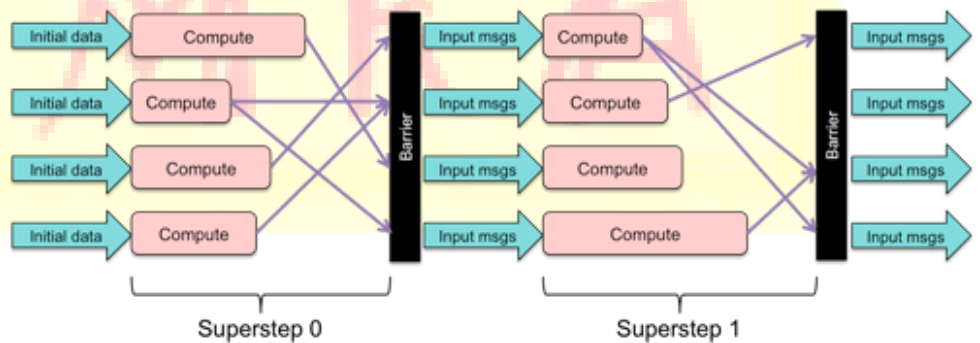 Initial data Compute Input msgs Compute Input msgs
Initial data Compute Input msgs Compute Input msgs
Barrier Barrier
Initial data Compute Input msgs Compute Input msgs
Initial data Compute Input msgs Compute Input msgs
Superstep 0 Superstep 1